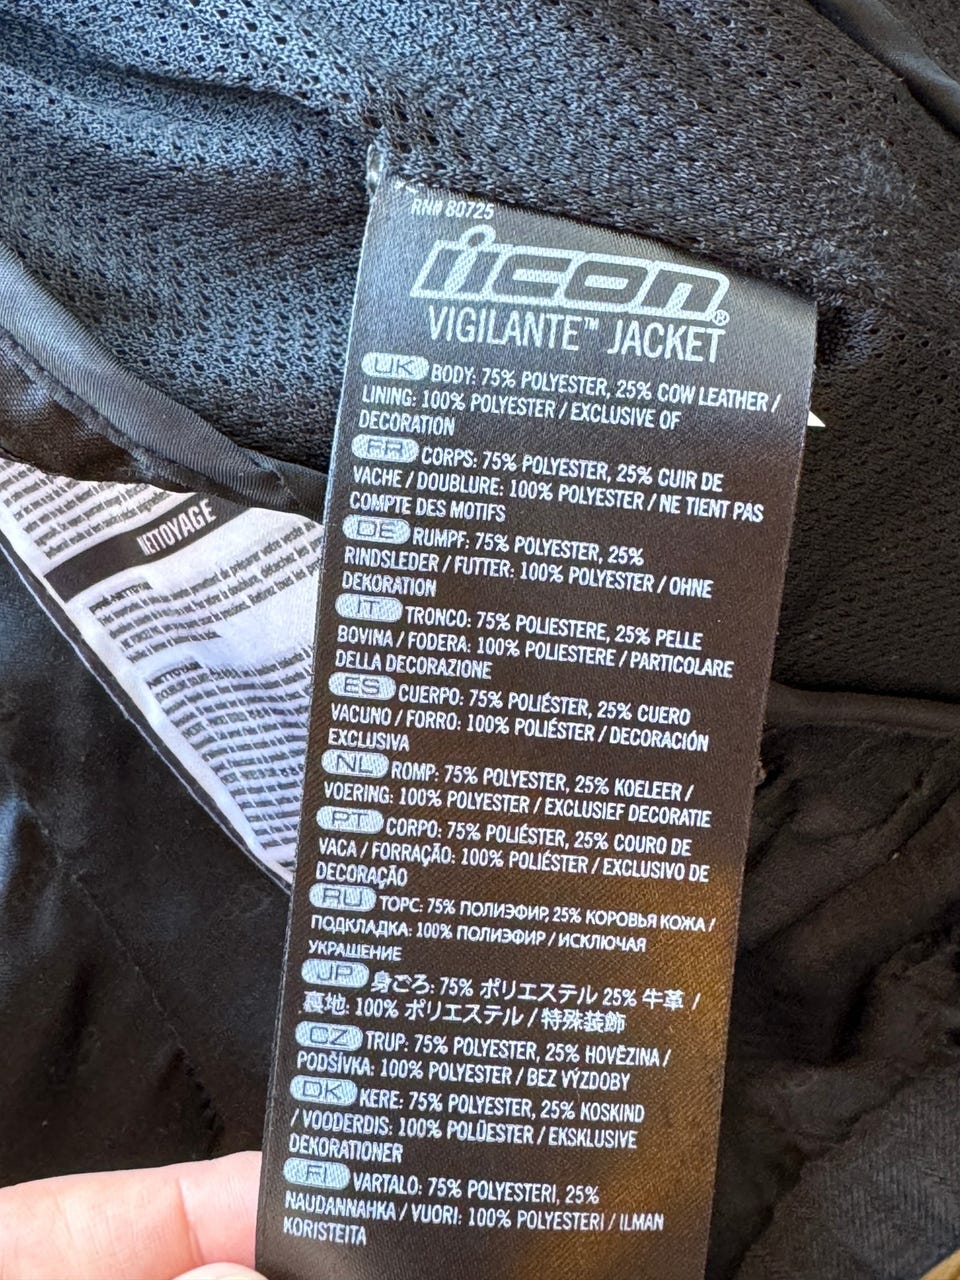 RN# 80725
icon®
VIGILANTE™ JACKET
UK BODY: 75% POLYESTER, 25% COW LEATHER /
LINING: 100% POLYESTER / EXCLUSIVE OF
DECORATION
FR CORPS: 75% POLYESTER, 25% CUIR DE
VACHE / DOUBLURE: 100% POLYESTER / NE TIENT PAS
COMPTE DES MOTIFS
DE RUMPF: 75% POLYESTER, 25%
RINDSLEDER / FUTTER: 100% POLYESTER / OHNE
DEKORATION
IT TRONCO: 75% POLIESTERE, 25% PELLE
BOVINA / FODERA: 100% POLIESTERE / PARTICOLARE
DELLA DECORAZIONE
ES CUERPO: 75% POLIÉSTER, 25% CUERO
VACUNO / FORRO: 100% POLIÉSTER / DECORACIÓN
EXCLUSIVA
NL ROMP: 75% POLYESTER, 25% KOELEER /
VOERING: 100% POLYESTER / EXCLUSIEF DECORATIE
PT CORPO: 75% POLIÉSTER, 25% COURO DE
VACA / FORRAÇÃO: 100% POLIÉSTER / EXCLUSIVO DE
DECORAÇÃO
RU ТОРС: 75% ПОЛИЭФИР, 25% КОРОВЬЯ КОЖА /
ПОДКЛАДКА: 100% ПОЛИЭФИР / ИСКЛЮЧАЯ
УКРАШЕНИЕ
JP 身ごろ: 75% ポリエステル 25% 牛革 /
裏地: 100% ポリエステル / 特殊装飾
CZ TRUP: 75% POLYESTER, 25% HOVĚZINA /
PODŠÍVKA: 100% POLYESTER / BEZ VÝZDOBY
DK KERE: 75% POLYESTER, 25% KOSKIND
/ VOODERDIS: 100% POLÜESTER / EKSKLUSIVE
DEKORATIONER
FI VARTALO: 75% POLYESTERI, 25%
NAUDANNAHKA / VUORI: 100% POLYESTERI / ILMAN
KORISTEITA
NETTOYAGE